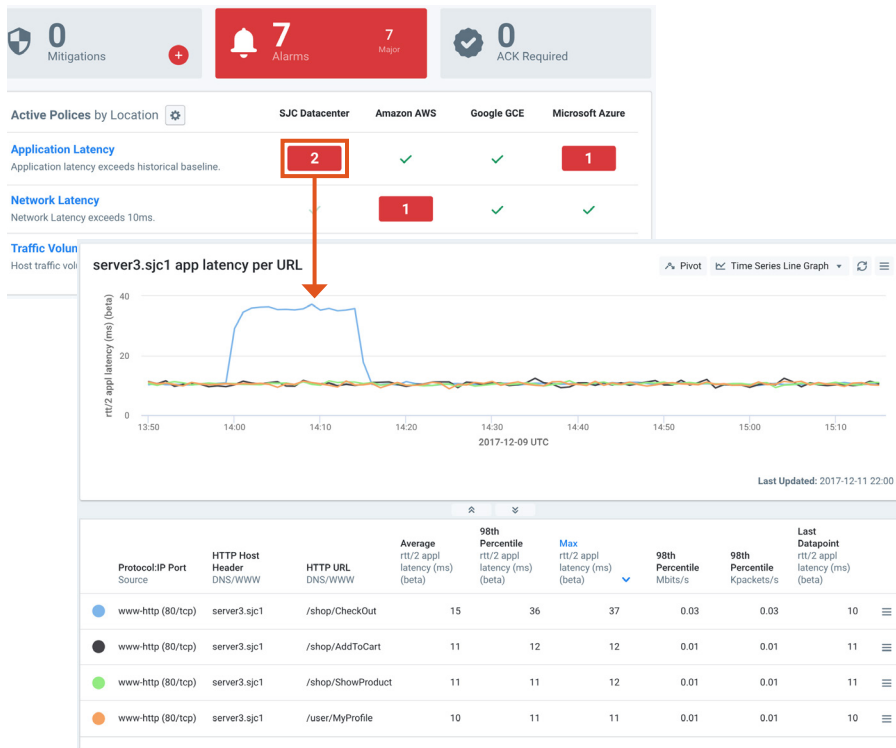 0
Mitigations
7
Alarms
7
Major
0
ACK Required
Active Polices by Location
SJC Datacenter
Amazon AWS
Google GCE
Microsoft Azure
Application Latency
Application latency exceeds historical baseline.
2
1
Network Latency
Network Latency exceeds 10ms.
1
Traffic Volun
Host traffic vol
server3.sjc1 app latency per URL
Pivot
Time Series Line Graph
rtt/2 appl latency (ms) (beta)
40
20
0
13:50 14:00 14:10 14:20 14:30 14:40 14:50 15:00 15:10
2017-12-09 UTC
Last Updated: 2017-12-11 22:00
Protocol:IP Port
Source
HTTP Host
Header
DNS/WWW
HTTP URL
DNS/WWW
Average
rtt/2 appl
latency (ms)
(beta)
98th
Percentile
rtt/2 appl
latency (ms)
(beta)
Max
rtt/2 appl
latency (ms)
(beta)
98th
Percentile
Mbits/s
98th
Percentile
Kpackets/s
Last
Datapoint
rtt/2 appl
latency (ms)
(beta)
www-http (80/tcp) server3.sjc1 /shop/CheckOut 15 36 37 0.03 0.03 10
www-http (80/tcp) server3.sjc1 /shop/AddToCart 11 12 12 0.01 0.01 11
www-http (80/tcp) server3.sjc1 /shop/ShowProduct 11 11 12 0.01 0.01 11
www-http (80/tcp) server3.sjc1 /user/MyProfile 10 11 11 0.01 0.01 10